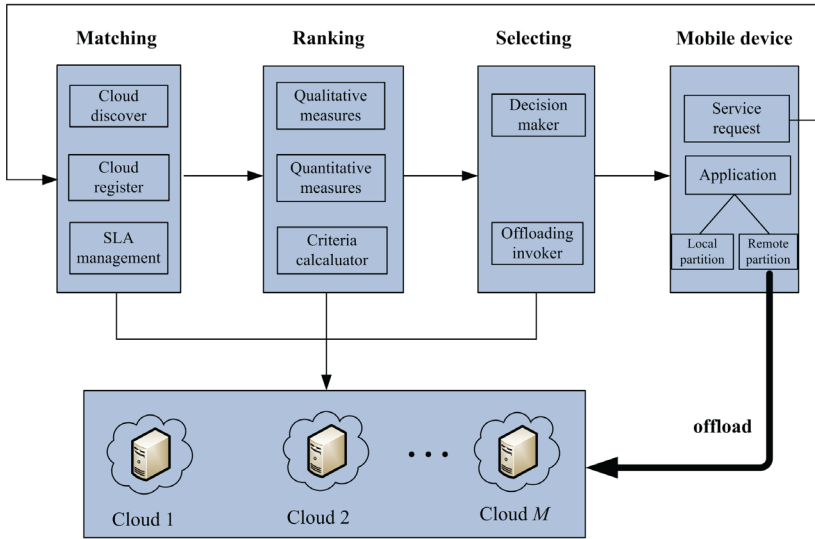 Matching
Ranking
Selecting
Mobile device
Cloud
discover
Cloud
register
SLA
management
Qualitative
measures
Quantitative
measures
Criteria
calcaluator
Decision
maker
Offloading
invoker
Service
request
Application
Local
partition
Remote
partition
offload
Cloud 1
Cloud 2
. . .
Cloud M